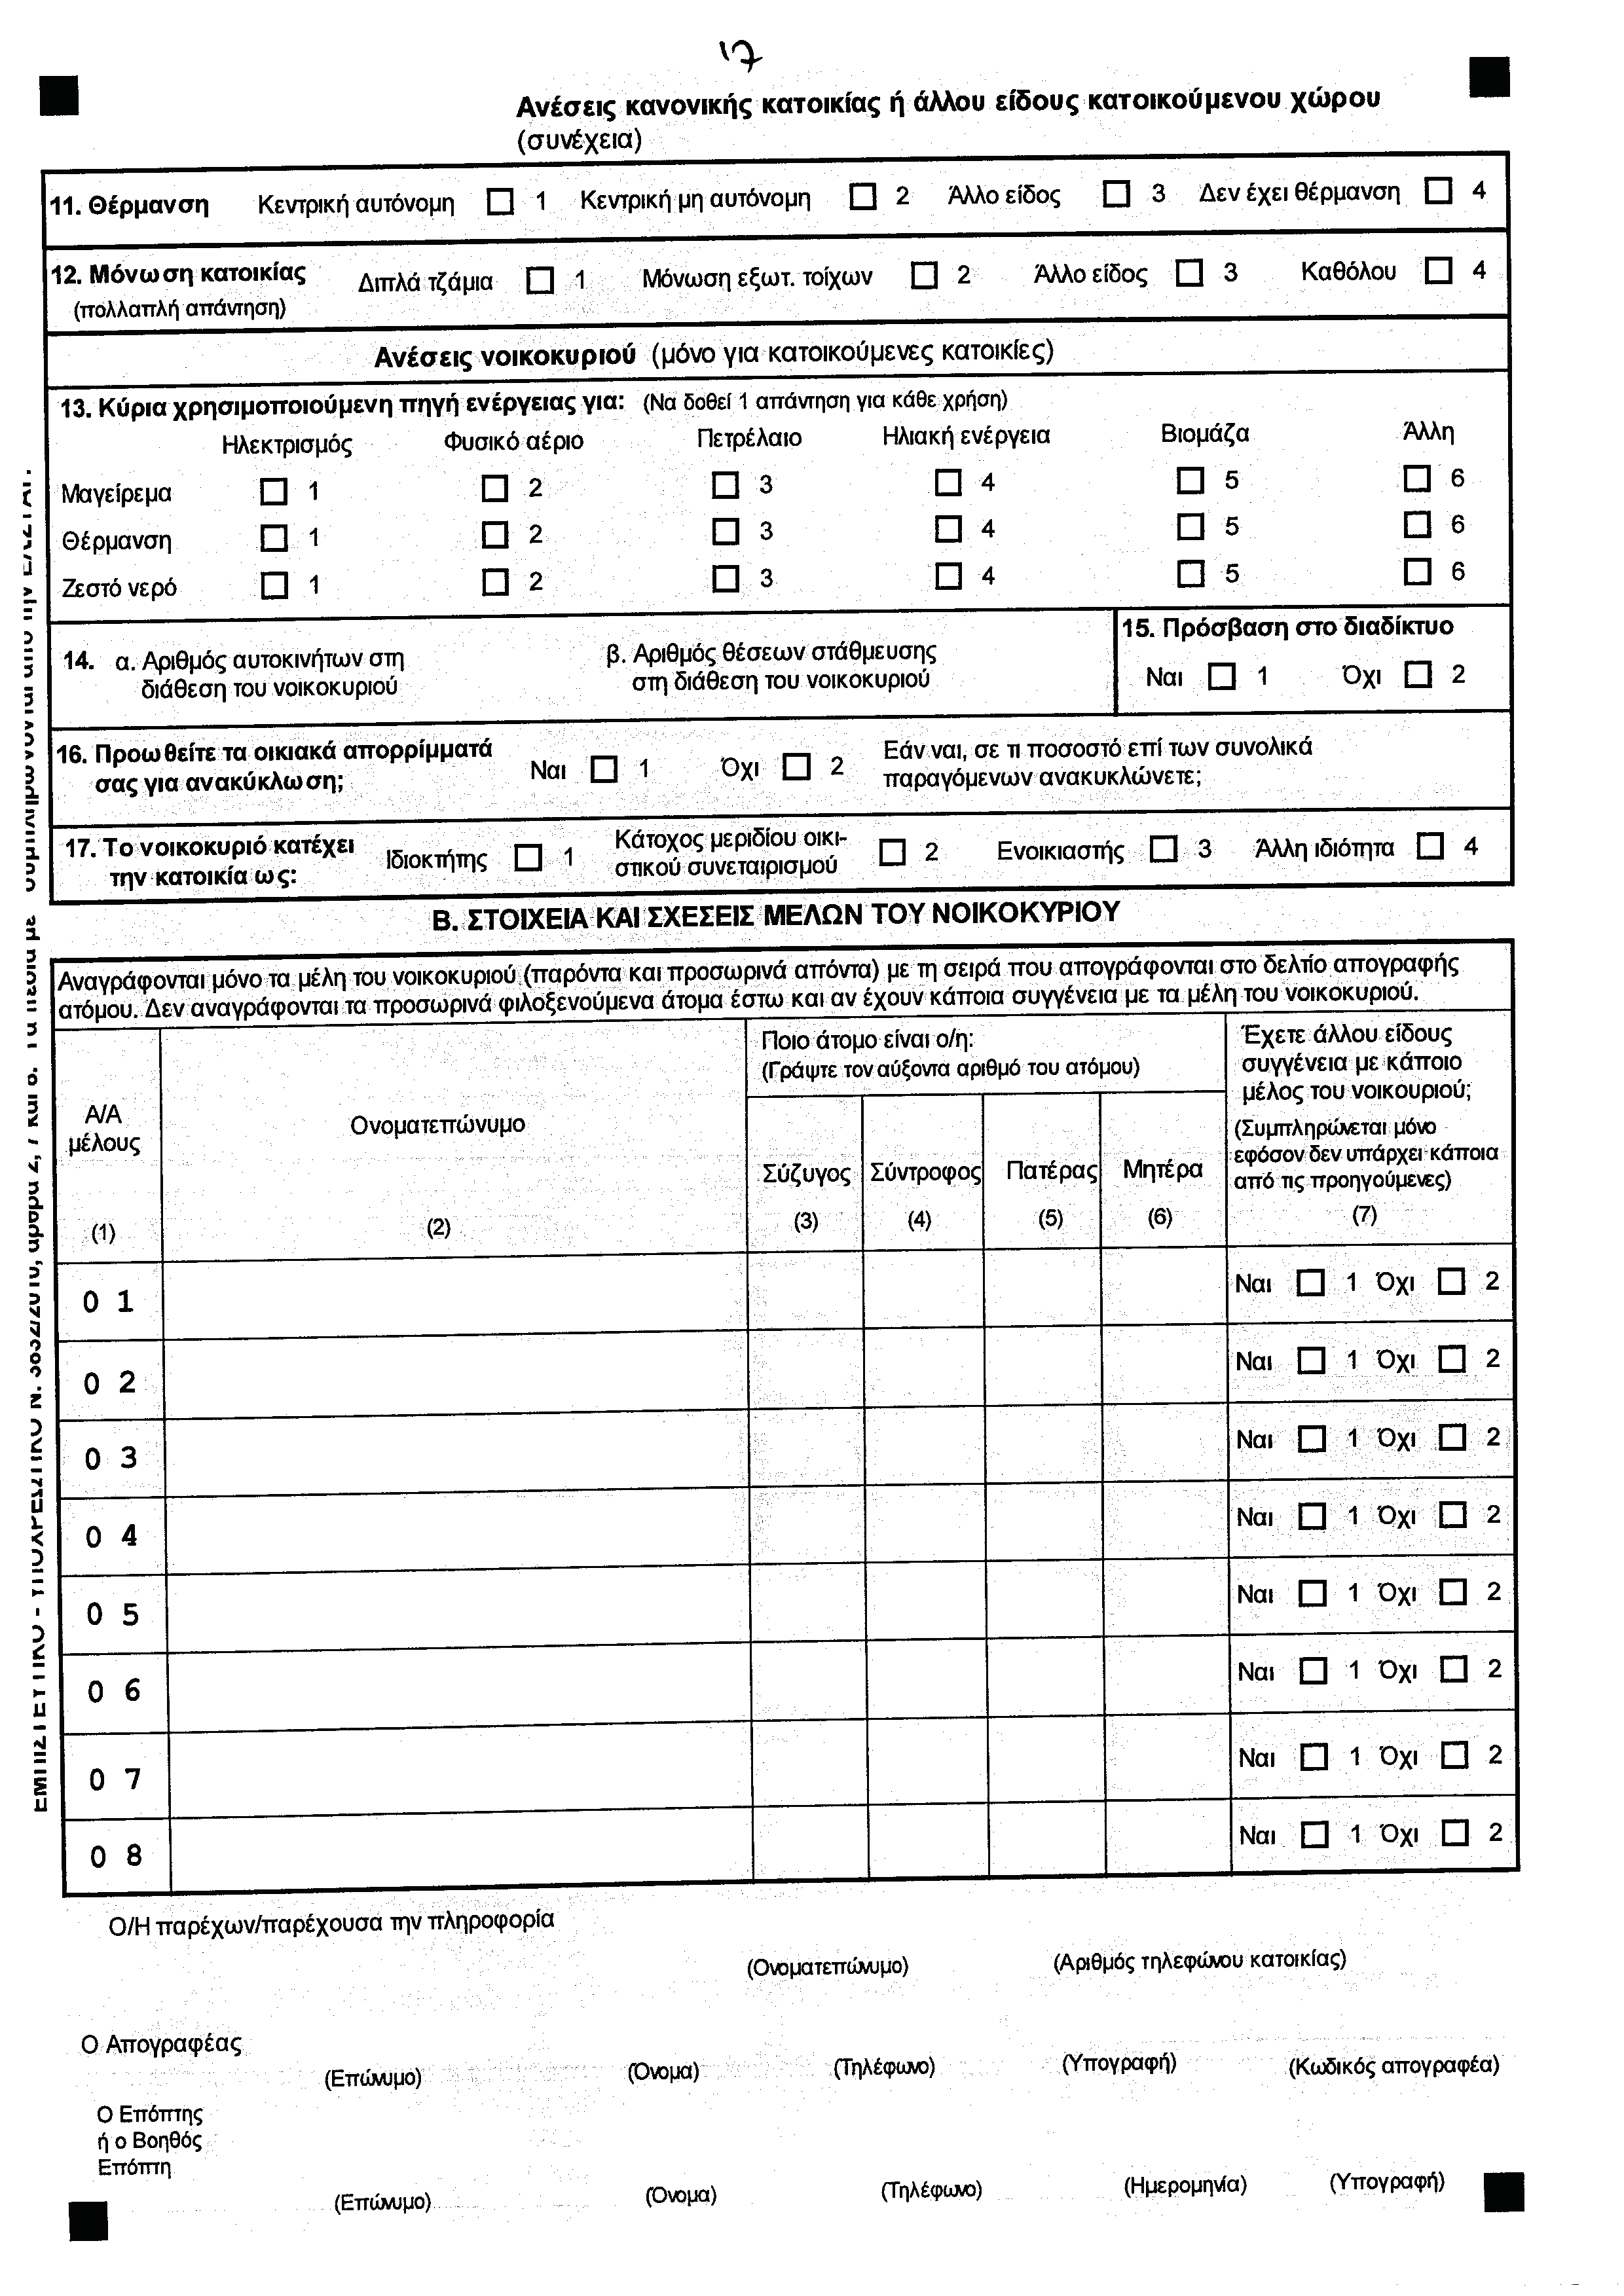 Ανέσεις κανονικής κατοικίας ή άλλου είδους κατοικούμενου χώρου
(συνέχεια)
11. Θέρμανση Κεντρική αυτόνομη 1 Κεντρική μη αυτόνομη 2 Άλλο είδος 3 Δεν έχει θέρμανση 4
12. Μόνωση κατοικίας Διπλά τζάμια 1 Μόνωση εξωτ. τοίχων 2 Άλλο είδος 3 Καθόλου 4
(πολλαπλή απάντηση)
Ανέσεις νοικοκυριού (μόνο για κατοικούμενες κατοικίες)
13. Κύρια χρησιμοποιούμενη πηγή ενέργειας για: (Να δοθεί 1 απάντηση για κάθε χρήση)
Ηλεκτρισμός Φυσικό αέριο Πετρέλαιο Ηλιακή ενέργεια Βιομάζα Άλλη
Μαγείρεμα 1 2 3 4 5 6
Θέρμανση 1 2 3 4 5 6
Ζεστό νερό 1 2 3 4 5 6
14. α. Αριθμός αυτοκινήτων στη
διάθεση του νοικοκυριού
β. Αριθμός θέσεων στάθμευσης
στη διάθεση του νοικοκυριού
15. Πρόσβαση στο διαδίκτυο
Ναι 1 Όχι 2
16. Προωθείτε τα οικιακά απορρίμματά
σας για ανακύκλωση;
Ναι 1 Όχι 2
Εάν ναι, σε τι ποσοστό επί των συνολικά
παραγόμενων ανακυκλώνετε;
17. Το νοικοκυριό κατέχει
την κατοικία ως:
Ιδιοκτήτης 1
Κάτοχος μεριδίου οικι-
στικού συνεταιρισμού 2
Ενοικιαστής 3 Άλλη ιδιότητα 4
Β. ΣΤΟΙΧΕΙΑ ΚΑΙ ΣΧΕΣΕΙΣ ΜΕΛΩΝ ΤΟΥ ΝΟΙΚΟΚΥΡΙΟΥ
Αναγράφονται μόνο τα μέλη του νοικοκυριού (παρόντα και προσωρινά απόντα) με τη σειρά που απογράφονται στο δελτίο απογραφής
ατόμου. Δεν αναγράφονται τα προσωρινά φιλοξενούμενα άτομα έστω και αν έχουν κάποια συγγένεια με τα μέλη του νοικοκυριού.
Α/Α
μέλους
(1)
Ονοματεπώνυμο
(2)
Ποιο άτομο είναι ο/η:
(Γράψτε τον αύξοντα αριθμό του ατόμου)
Σύζυγος Σύντροφος Πατέρας Μητέρα
(3) (4) (5) (6)
Έχετε άλλου είδους
συγγένεια με κάποιο
μέλος του νοικουριού;
(Συμπληρώνεται μόνο
εφόσον δεν υπάρχει κάποια
από τις προηγούμενες)
(7)
0 1 Ναι 1 Όχι 2
0 2 Ναι 1 Όχι 2
0 3 Ναι 1 Όχι 2
0 4 Ναι 1 Όχι 2
0 5 Ναι 1 Όχι 2
0 6 Ναι 1 Όχι 2
0 7 Ναι 1 Όχι 2
0 8 Ναι 1 Όχι 2
Ο/Η παρέχων/παρέχουσα την πληροφορία
(Ονοματεπώνυμο) (Αριθμός τηλεφώνου κατοικίας)
Ο Απογραφέας
(Επώνυμο) (Όνομα) (Τηλέφωνο) (Υπογραφή) (Κωδικός απογραφέα)
Ο Επόπτης
ή ο Βοηθός
Επόπτη
(Επώνυμο) (Όνομα) (Τηλέφωνο) (Ημερομηνία) (Υπογραφή)